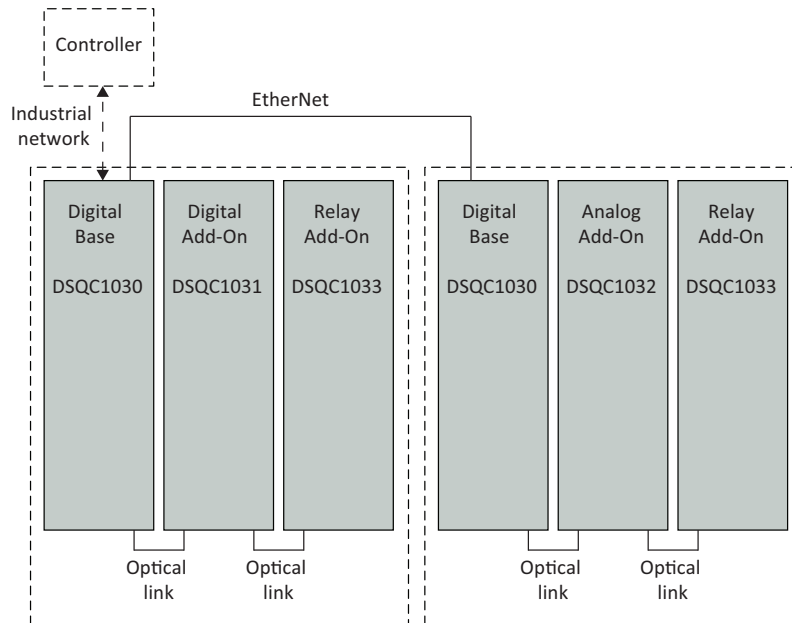 Controller
EtherNet
Industrial
network
Digital
Base
DSQC1030
Digital
Add-On
DSQC1031
Relay
Add-On
DSQC1033
Digital
Base
DSQC1030
Analog
Add-On
DSQC1032
Relay
Add-On
DSQC1033
Optical
link
Optical
link
Optical
link
Optical
link